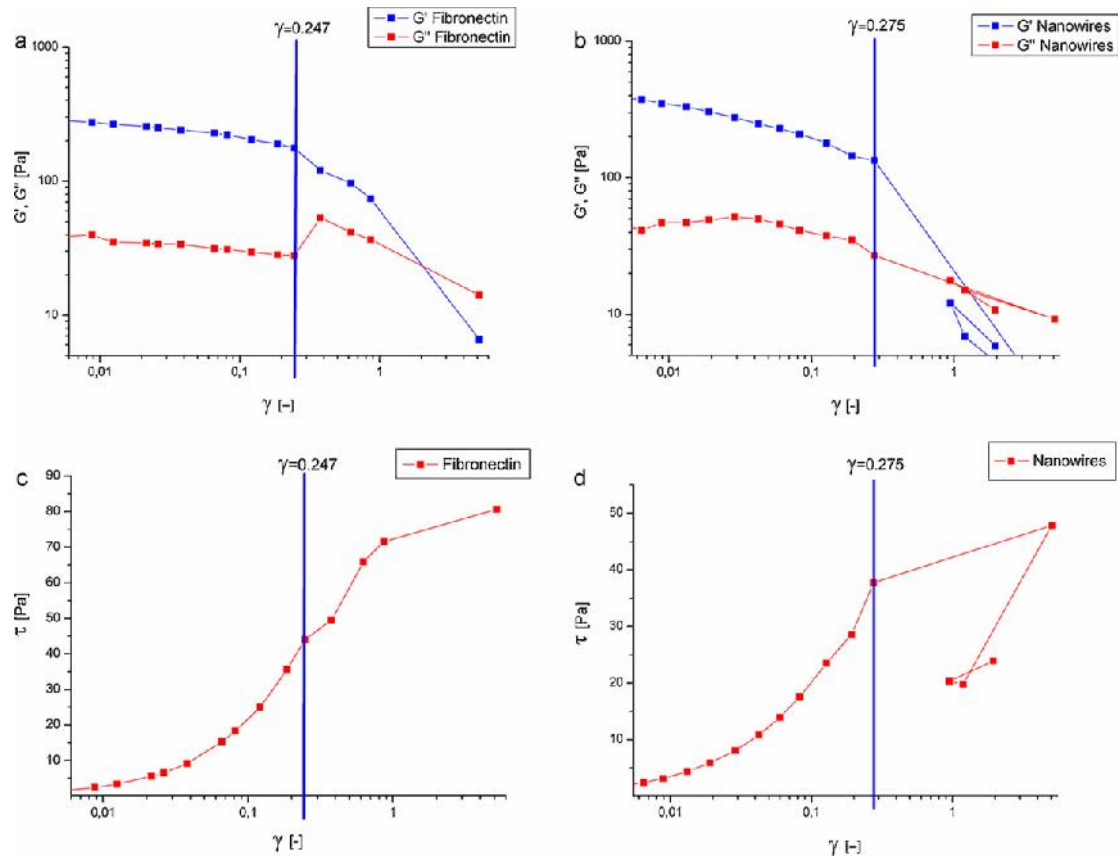 a
γ=0.247
G' Fibronectin
G'' Fibronectin
1000
100
10
G', G'' [Pa]
0,01
0,1
1
γ [-]
b
γ=0.275
G' Nanowires
G'' Nanowires
1000
100
10
G', G'' [Pa]
0,01
0,1
1
γ [-]
c
γ=0.247
Fibronectin
90
80
70
60
50
40
30
20
10
τ [Pa]
0,01
0,1
1
γ [-]
d
γ=0.275
Nanowires
50
40
30
20
10
τ [Pa]
0,01
0,1
1
γ [-]